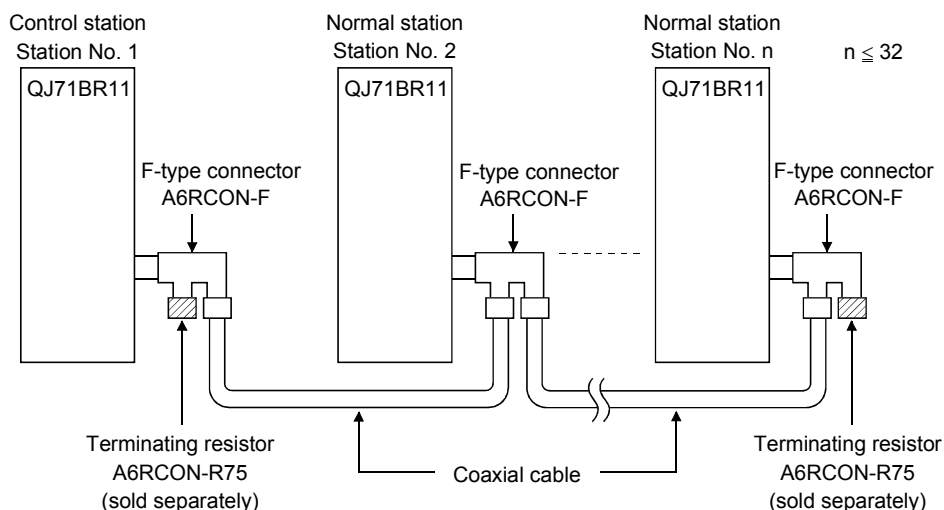 Control station
Station No. 1
Normal station
Station No. 2
Normal station
Station No. n
n ≦ 32
QJ71BR11
QJ71BR11
QJ71BR11
F-type connector
A6RCON-F
F-type connector
A6RCON-F
F-type connector
A6RCON-F
Terminating resistor
A6RCON-R75
(sold separately)
Coaxial cable
Terminating resistor
A6RCON-R75
(sold separately)